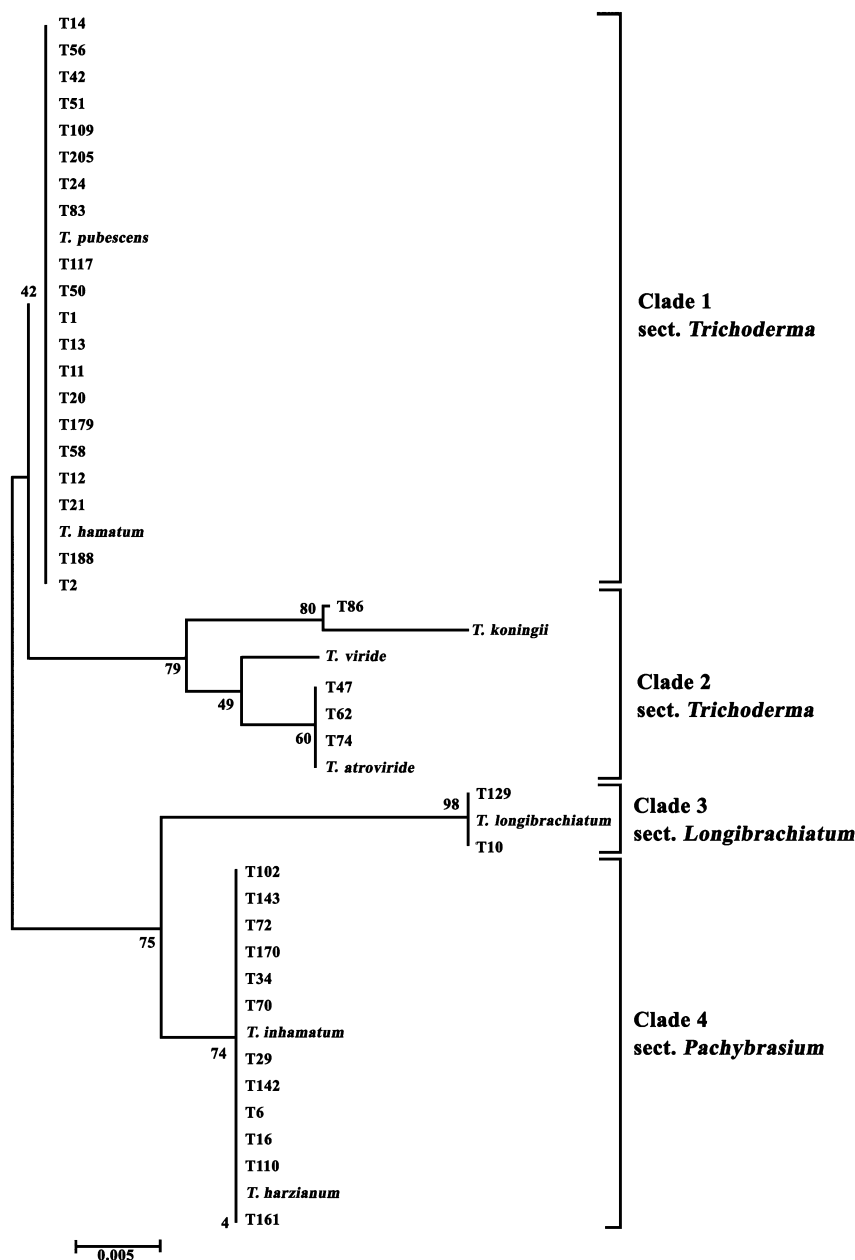 T14
T56
T42
T51
T109
T205
T24
T83
T. pubescens
T117
42
T50
T1
T13
T11
T20
T179
T58
T12
T21
T. hamatum
T188
T2
Clade 1
sect. Trichoderma
80
T86
T. koningii
79
T. viride
49
T47
T62
60
T74
T. atroviride
Clade 2
sect. Trichoderma
T129
98
T. longibrachiatum
T10
Clade 3
sect. Longibrachiatum
75
T102
T143
T72
T170
T34
T70
T. inhamatum
74
T29
T142
T6
T16
T110
T. harzianum
4
T161
Clade 4
sect. Pachybrasium
0.005